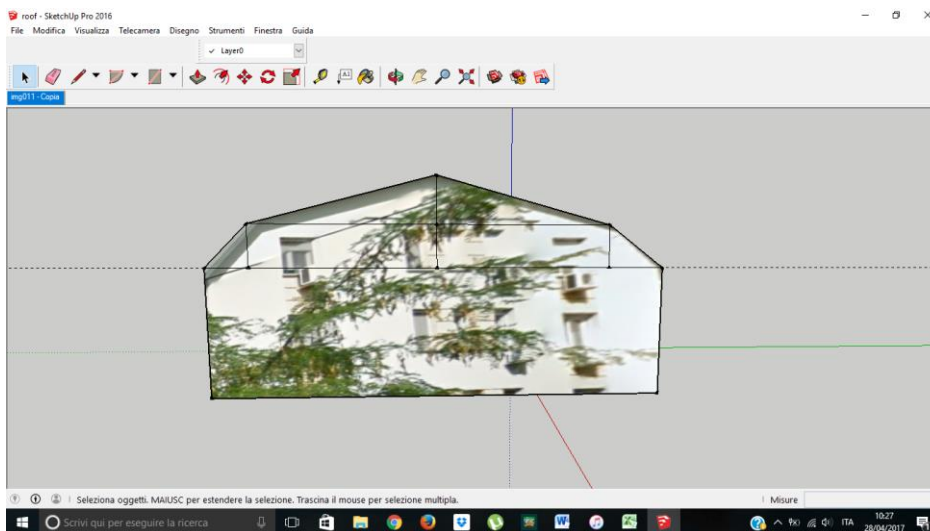 roof - SketchUp Pro 2016
File Modifica Visualizza Telecamera Disegno Strumenti Finestra Guida
✓ Layer0
A1
img011 - Copia
Seleziona oggetti. MAIUSC per estendere la selezione. Trascina il mouse per selezione multipla.
Misure
Scrivi qui per eseguire la ricerca
ITA
10:27
28/04/2017